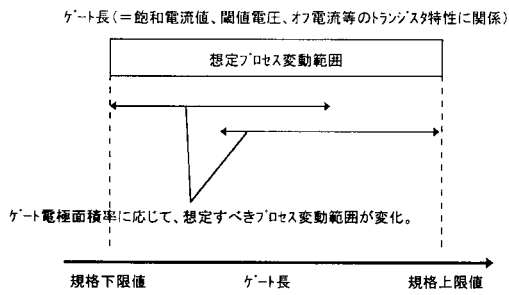 ゲート長(=飽和電流値、閾値電圧、オフ電流等のトランジスタ特性に関係)
想定プロセス変動範囲
ゲート電極面積率に応じて、想定すべきプロセス変動範囲が変化。
規格下限値
ゲート長
規格上限値